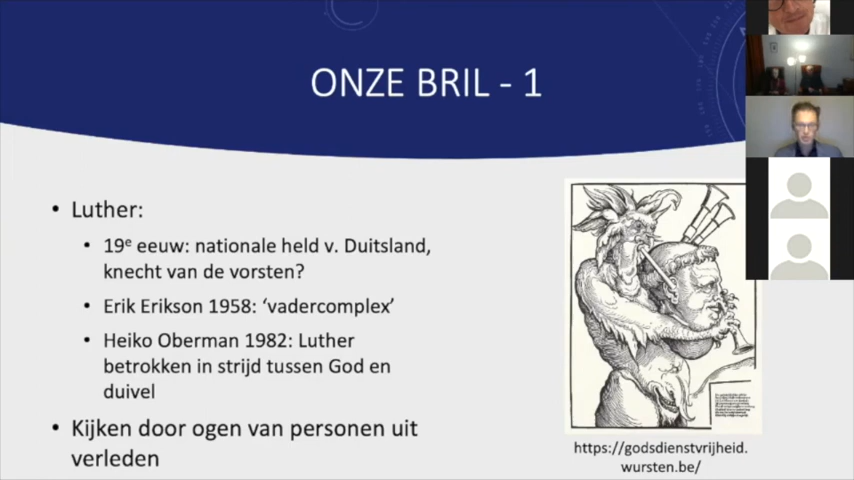 ONZE BRIL - 1
• Luther:
• 19e eeuw: nationale held v. Duitsland,
knecht van de vorsten?
• Erik Erikson 1958: ‘vadercomplex’
• Heiko Oberman 1982: Luther
betrokken in strijd tussen God en
duivel
• Kijken door ogen van personen uit
verleden
https://godsdienstvrijheid.
wursten.be/